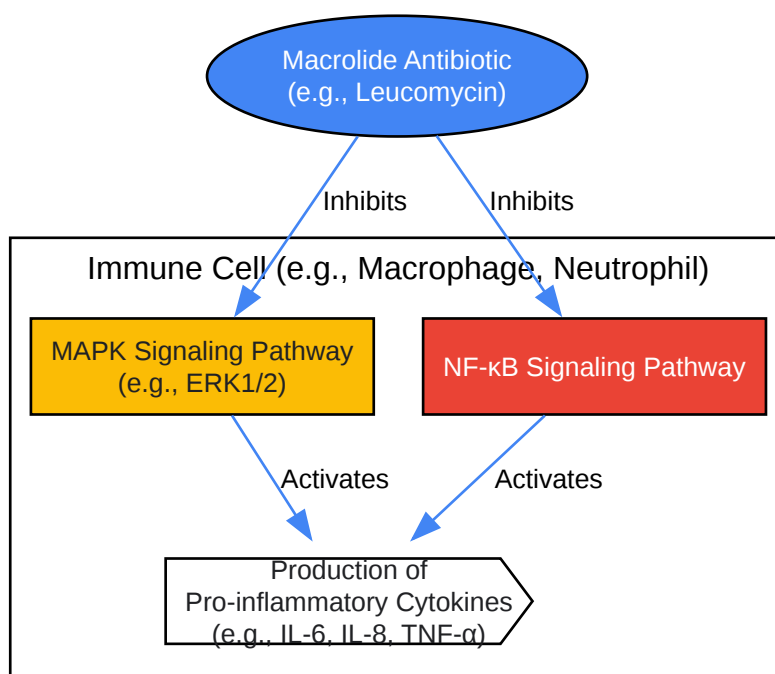 Macrolide Antibiotic
(e.g., Leucomycin)
Inhibits
Inhibits
Immune Cell (e.g., Macrophage, Neutrophil)
MAPK Signaling Pathway
(e.g., ERK1/2)
NF-κB Signaling Pathway
Activates
Activates
Production of
Pro-inflammatory Cytokines
(e.g., IL-6, IL-8, TNF-α)